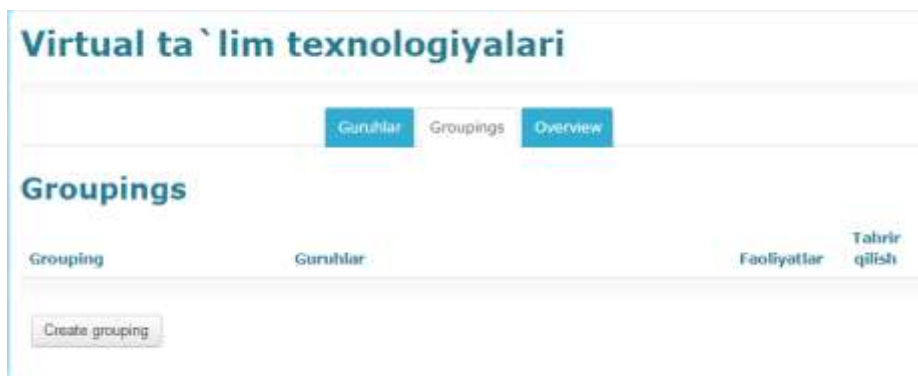 Virtual ta`lim texnologiyalari
Guruhlar Groupings Overview
Groupings
Grouping Guruhlar Faoliyatlar Tahrir qilish
Create grouping